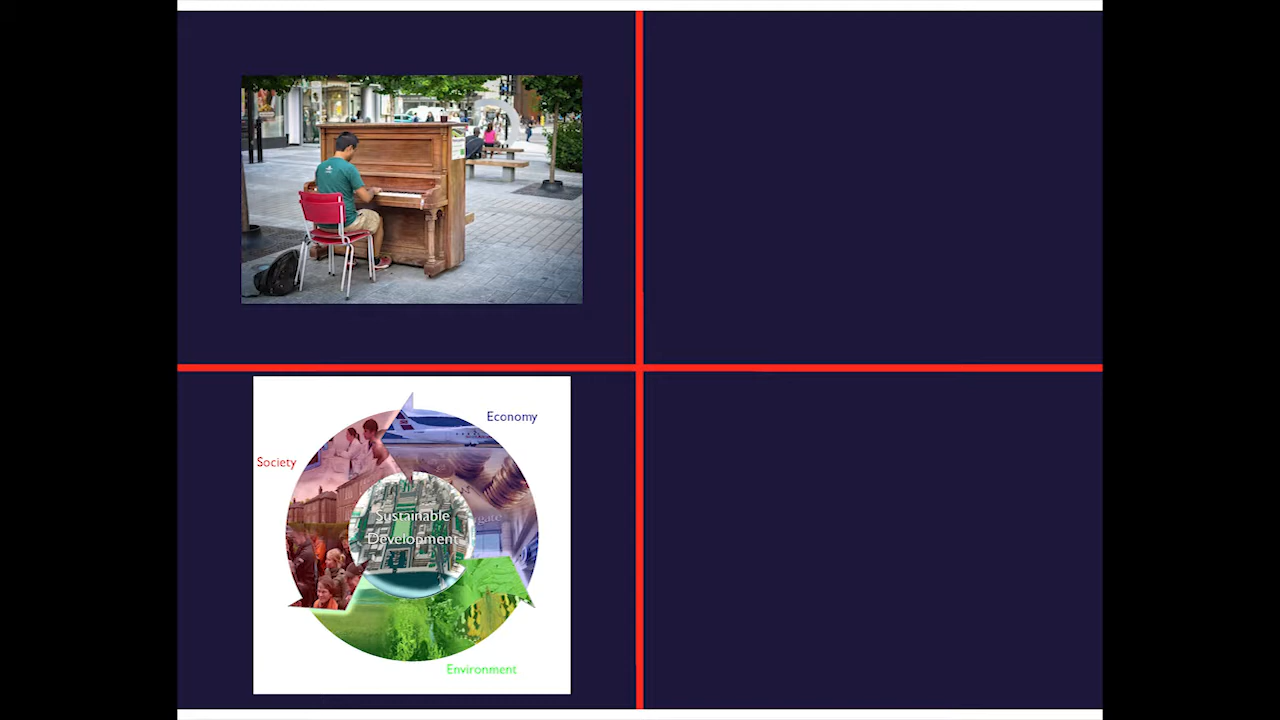 Economy
Society
Sustainable
Development
Environment